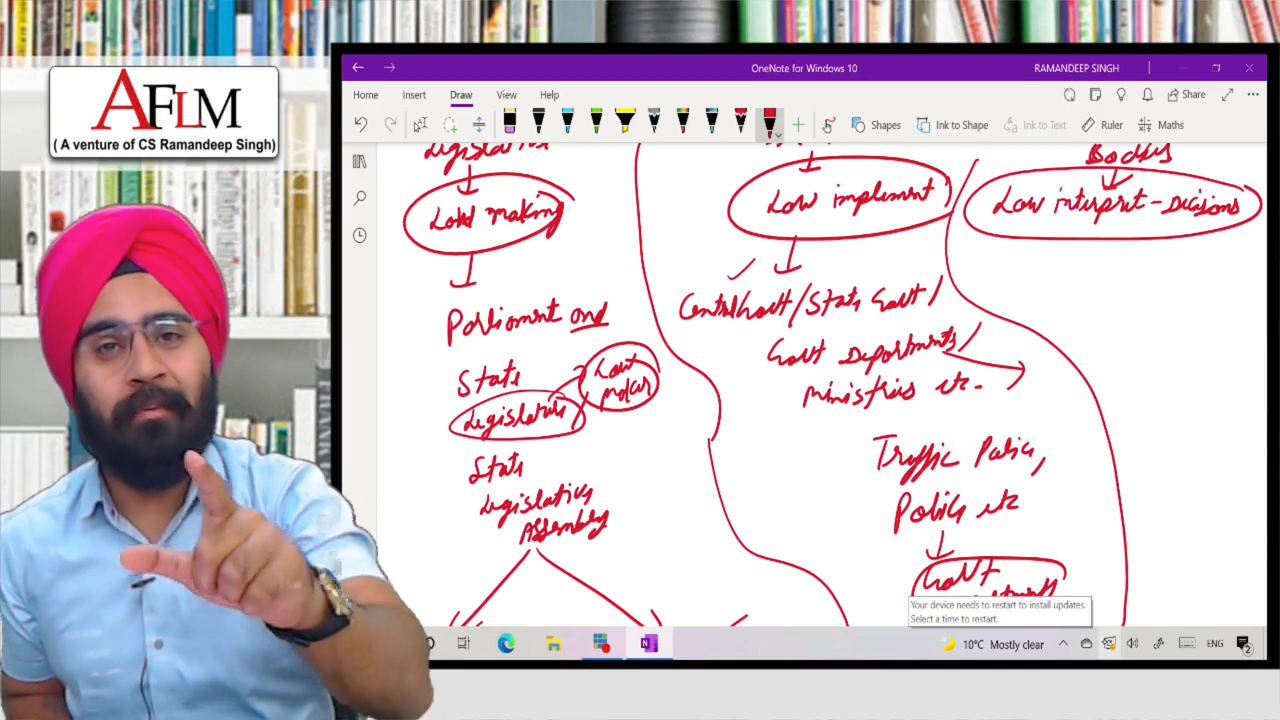 AFLM
( A venture of CS Ramandeep Singh)
OneNote for Windows 10
RAMANDEEP SINGH
Home
Insert
Draw
View
Help
Share
Shapes
Ink to Shape
Ink to Text
Ruler
Maths
Legislative
Law making
Parliament and
State
Legislative
Law
makers
State
Legislative
Assembly
Law implement
Central Govt / State Govt /
Govt Departments /
ministries etc.
Traffic Police,
Police etc
Govt
Bodies
Law interpret - Decisions
Your device needs to restart to install updates.
Select a time to restart.
10°C Mostly clear
ENG
2